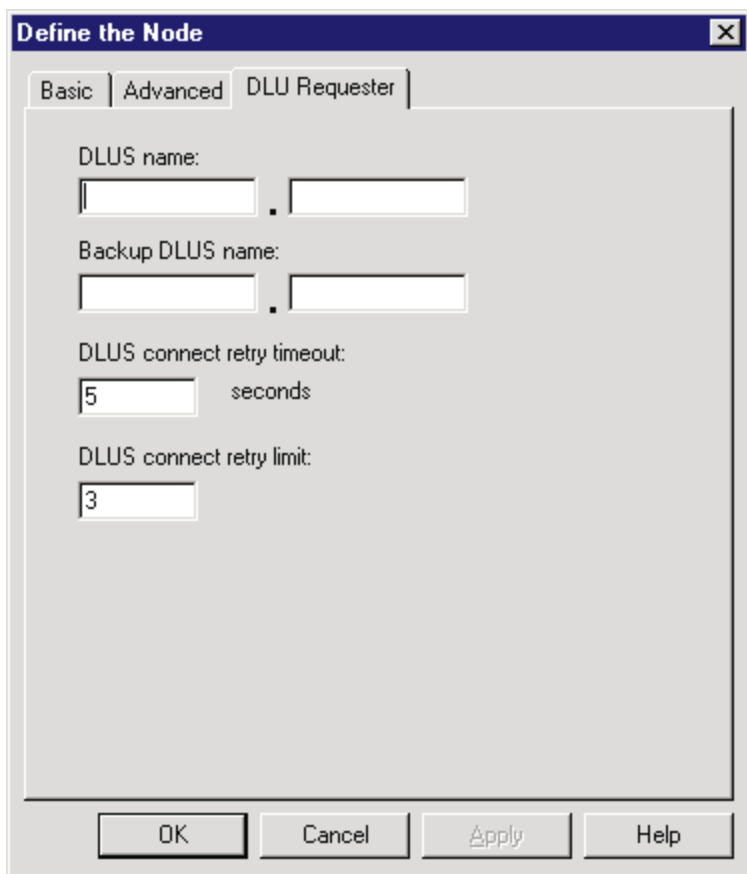 Define the Node
Basic Advanced DLU Requester
DLUS name:
.
Backup DLUS name:
.
DLUS connect retry timeout:
5 seconds
DLUS connect retry limit:
3
OK Cancel Apply Help